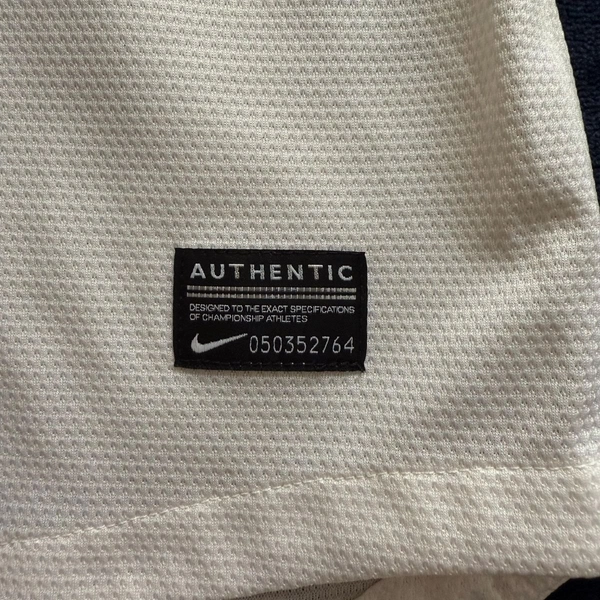 AUTHENTIC
DESIGNED TO THE EXACT SPECIFICATIONS
OF CHAMPIONSHIP ATHLETES
050352764